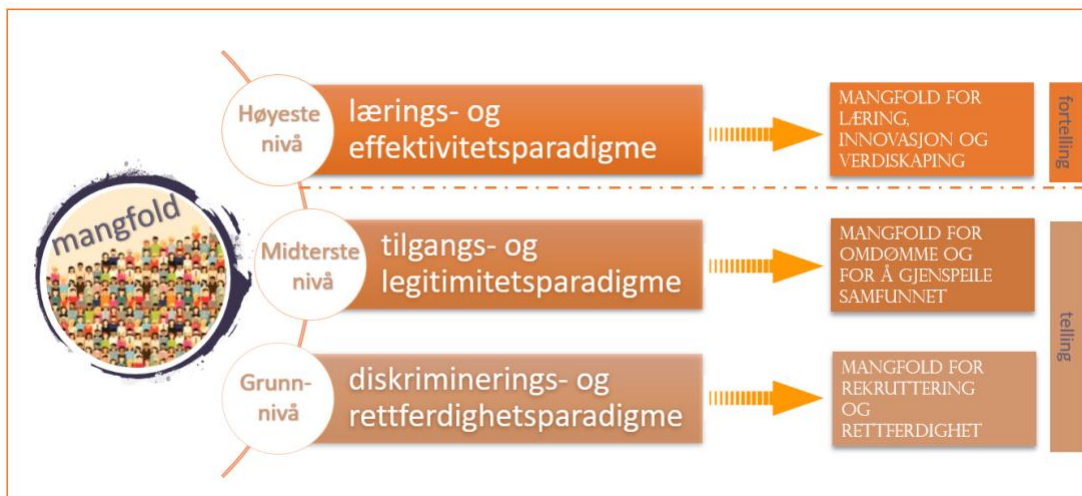 mangfold
Høyeste
nivå
lærings- og
effektivitetsparadigme
MANGFOLD FOR
LÆRING,
INNOVASJON OG
VERDISKAPING
fortelling
Midterste
nivå
tilgangs- og
legitimitetsparadigme
MANGFOLD FOR
OMDØMME OG
FOR Å GJENSPEILE
SAMFUNNET
telling
Grunn-
nivå
diskriminerings- og
rettferdighetsparadigme
MANGFOLD FOR
REKRUTTERING
OG
RETTFERDIGHET